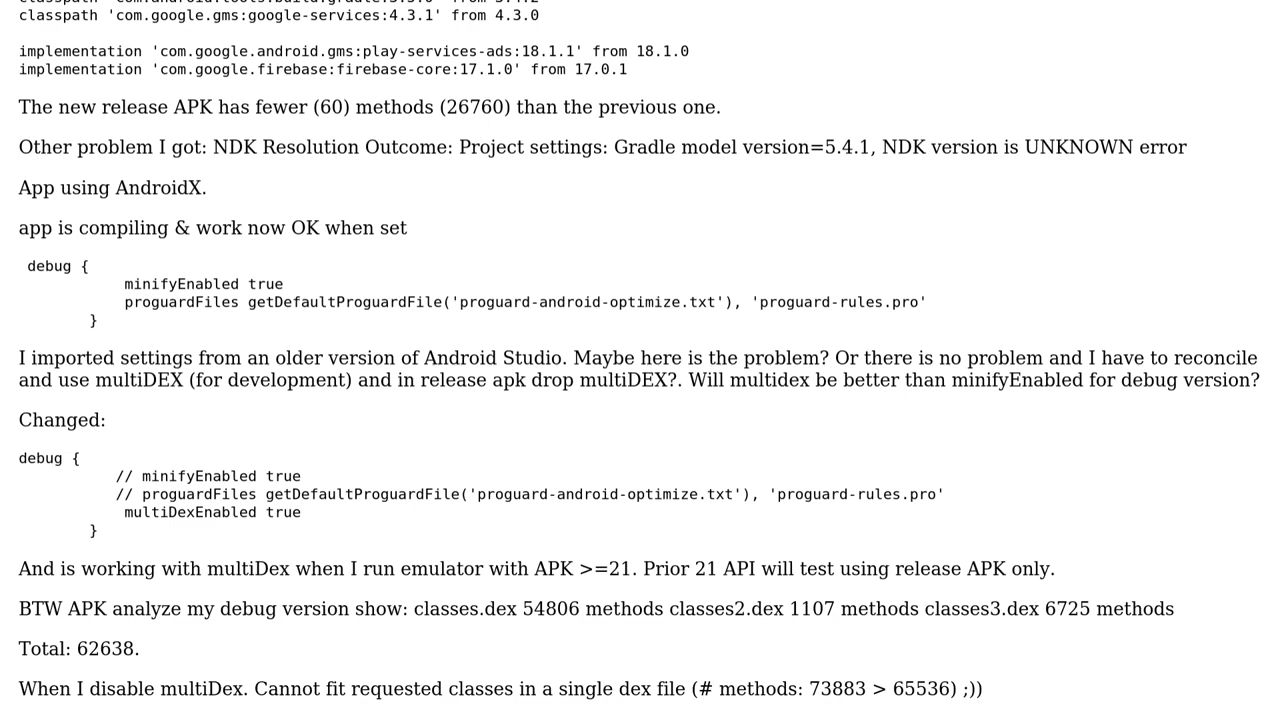 classpath 'com.google.gms:google-services:4.3.1' from 4.3.0
implementation 'com.google.android.gms:play-services-ads:18.1.1' from 18.1.0
implementation 'com.google.firebase:firebase-core:17.1.0' from 17.0.1
The new release APK has fewer (60) methods (26760) than the previous one.
Other problem I got: NDK Resolution Outcome: Project settings: Gradle model version=5.4.1, NDK version is UNKNOWN error
App using AndroidX.
app is compiling & work now OK when set
debug {
minifyEnabled true
proguardFiles getDefaultProguardFile('proguard-android-optimize.txt'), 'proguard-rules.pro'
}
I imported settings from an older version of Android Studio. Maybe here is the problem? Or there is no problem and I have to reconcile
and use multiDEX (for development) and in release apk drop multiDEX?. Will multidex be better than minifyEnabled for debug version?
Changed:
debug {
// minifyEnabled true
// proguardFiles getDefaultProguardFile('proguard-android-optimize.txt'), 'proguard-rules.pro'
multiDexEnabled true
}
And is working with multiDex when I run emulator with APK >=21. Prior 21 API will test using release APK only.
BTW APK analyze my debug version show: classes.dex 54806 methods classes2.dex 1107 methods classes3.dex 6725 methods
Total: 62638.
When I disable multiDex. Cannot fit requested classes in a single dex file (# methods: 73883 > 65536) ;))